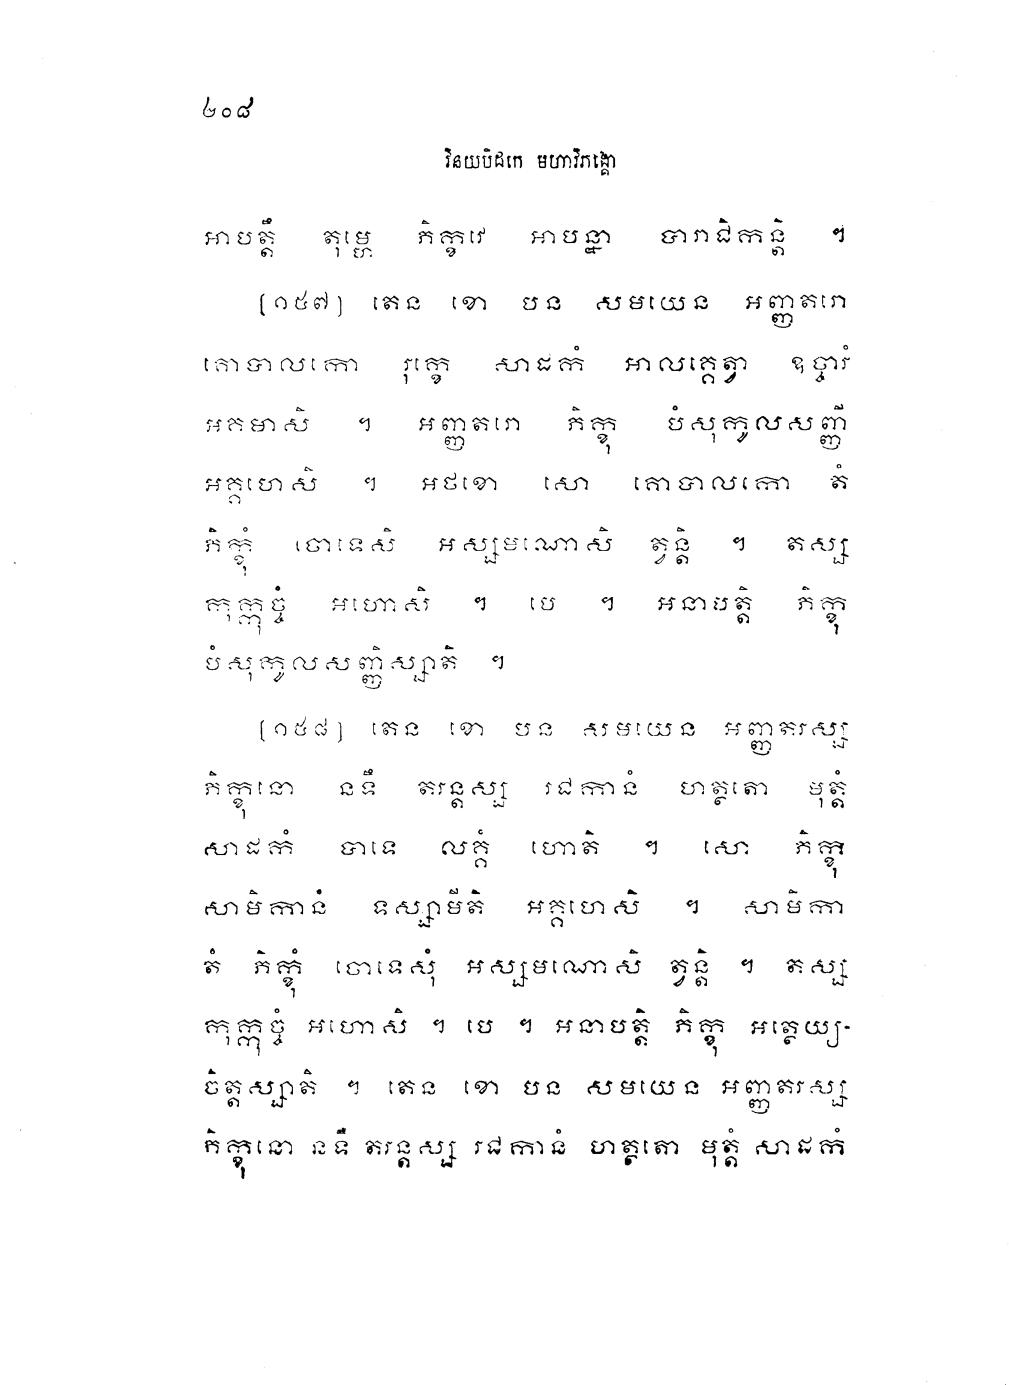 ២០៨
វិនយបិដកេ មហាវិភង្គោ
អាបត្តឹ តុម្ហេ ភិក្ខវេ អាបន្នា បារាជិកន្តិ ។
[១៥៧] តេន ខោ បន សមយេន អញ្ញតរោ
គោបាលកោ រុក្ខេ សាដកំ អាលគ្គេត្វា ឧច្ចារំ
អគមាសិ ។ អញ្ញតរោ ភិក្ខុ បំសុកូលសញ្ញី
អគ្គហេសិ ។ អថខោ សោ គោបាលកោ តំ
ភិក្ខុំ ចោទេសិ អស្សមណោសិ ត្វន្តិ ។ តស្ស
កុក្កុច្ចំ អហោសិ ។ បេ ។ អនាបត្តិ ភិក្ខុ
បំសុកូលសញ្ញិស្សាតិ ។
[១៥៨] តេន ខោ បន សមយេន អញ្ញតរស្ស
ភិក្ខុនោ នទឹ តរន្តស្ស រជកានំ ហត្ថតោ មុត្តំ
សាដកំ បាទេ លគ្គំ ហោតិ ។ សោ ភិក្ខុ
សាមិកានំ ទស្សាមីតិ អគ្គហេសិ ។ សាមិកា
តំ ភិក្ខុំ ចោទេសុំ អស្សមណោសិ ត្វន្តិ ។ តស្ស
កុក្កុច្ចំ អហោសិ ។ បេ ។ អនាបត្តិ ភិក្ខុ អថេយ្យ-
ចិត្តស្សាតិ ។ តេន ខោ បន សមយេន អញ្ញតរស្ស
ភិក្ខុនោ នទឹ តរន្តស្ស រជកានំ ហត្ថតោ មុត្តំ សាដកំ